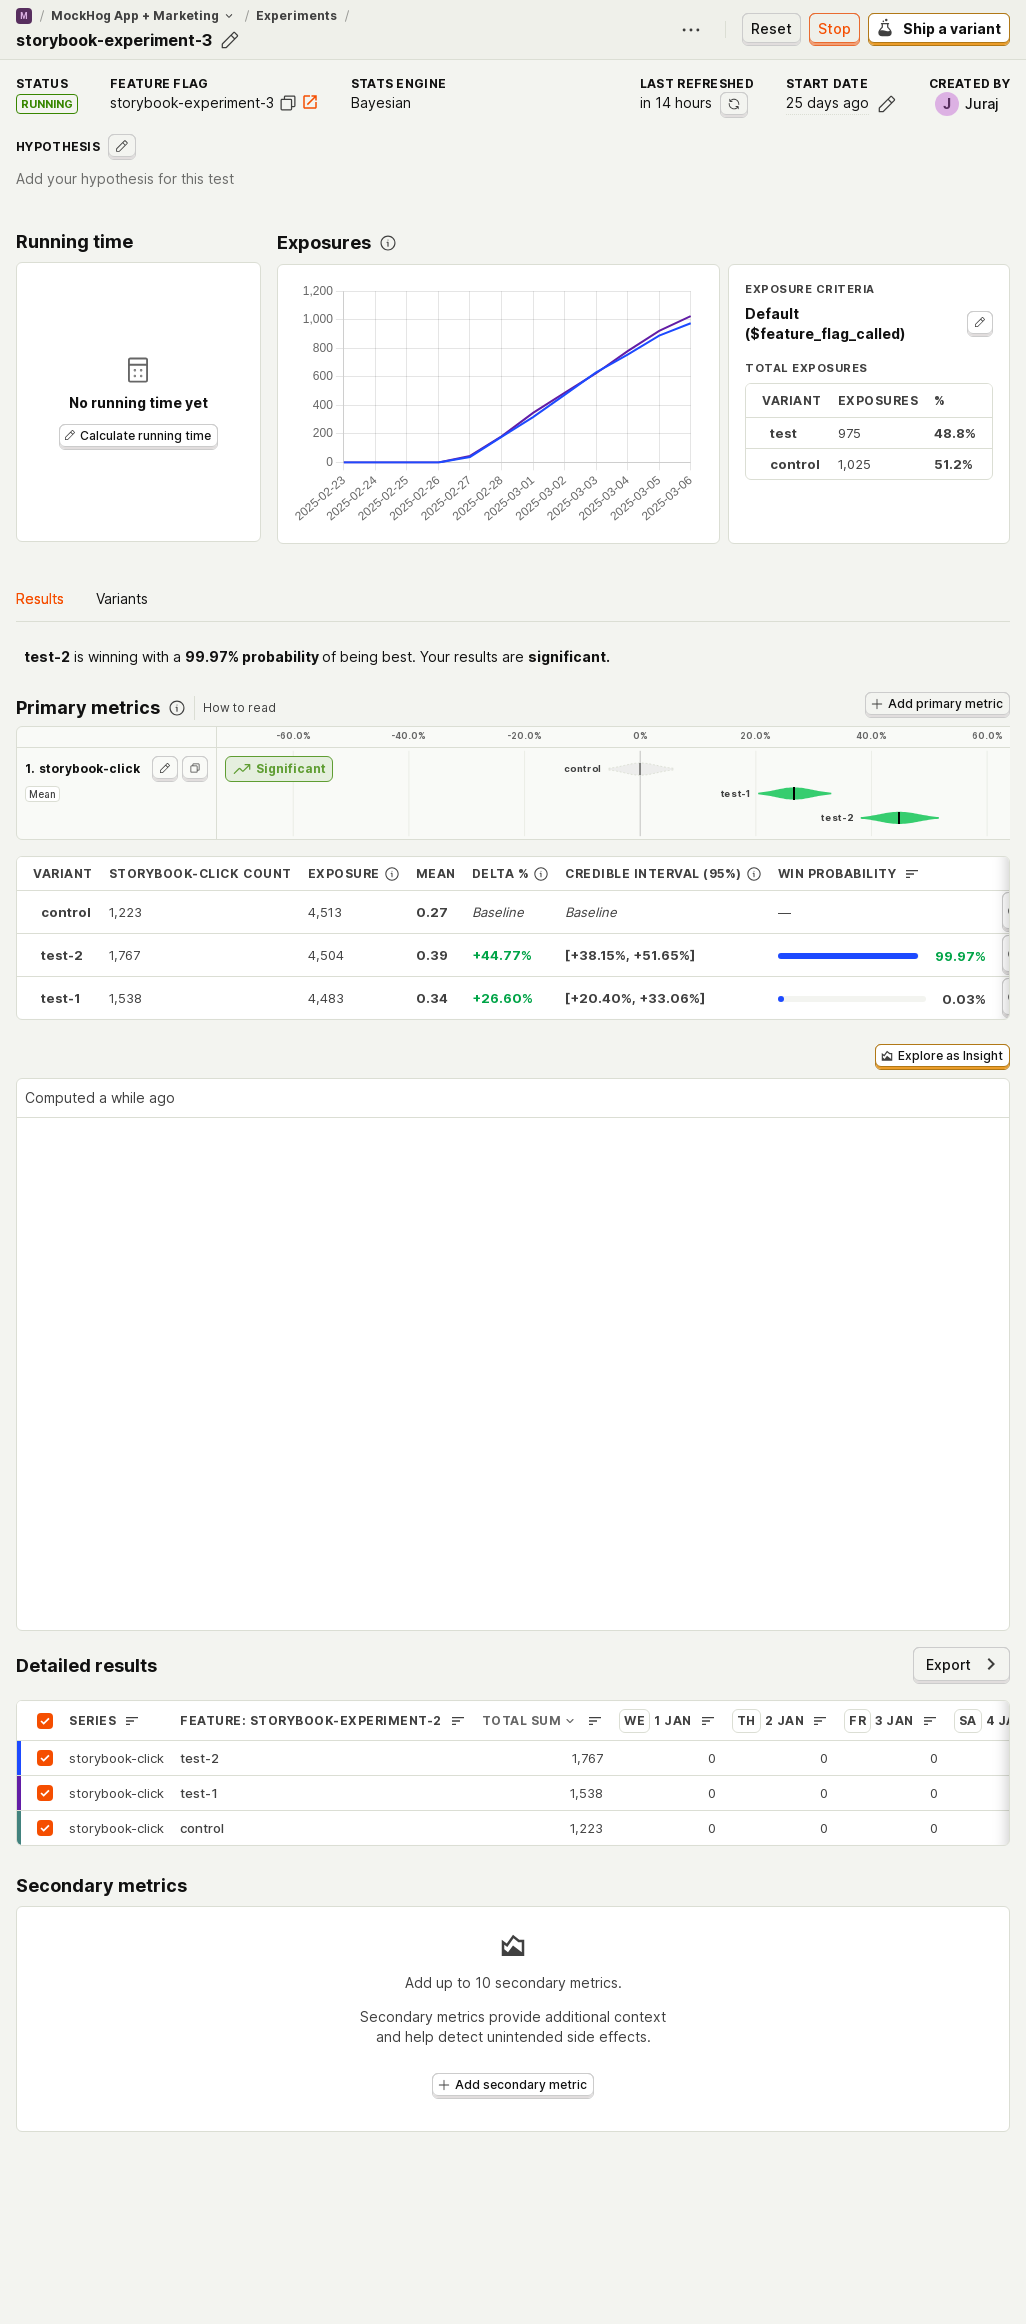 M / MockHog App + Marketing / Experiments /
storybook-experiment-3
Reset Stop Ship a variant
STATUS FEATURE FLAG STATS ENGINE LAST REFRESHED START DATE CREATED BY
RUNNING storybook-experiment-3 Bayesian in 14 hours 25 days ago J Juraj
HYPOTHESIS
Add your hypothesis for this test
Running time
No running time yet
Calculate running time
Exposures
1,200
1,000
800
600
400
200
0
2025-02-23 2025-02-24 2025-02-25 2025-02-26 2025-02-27 2025-02-28 2025-03-01 2025-03-02 2025-03-03 2025-03-04 2025-03-05 2025-03-06
EXPOSURE CRITERIA
Default
($feature_flag_called)
TOTAL EXPOSURES
VARIANT EXPOSURES %
test 975 48.8%
control 1,025 51.2%
Results Variants
test-2 is winning with a 99.97% probability of being best. Your results are significant.
Primary metrics How to read Add primary metric
-60.0% -40.0% -20.0% 0% 20.0% 40.0% 60.0%
1. storybook-click Significant control
Mean test-1
test-2
VARIANT STORYBOOK-CLICK COUNT EXPOSURE MEAN DELTA % CREDIBLE INTERVAL (95%) WIN PROBABILITY
control 1,223 4,513 0.27 Baseline Baseline —
test-2 1,767 4,504 0.39 +44.77% [+38.15%, +51.65%] 99.97%
test-1 1,538 4,483 0.34 +26.60% [+20.40%, +33.06%] 0.03%
Explore as Insight
Computed a while ago
Detailed results Export
SERIES FEATURE: STORYBOOK-EXPERIMENT-2 TOTAL SUM WE 1 JAN TH 2 JAN FR 3 JAN SA 4 JA
storybook-click test-2 1,767 0 0 0
storybook-click test-1 1,538 0 0 0
storybook-click control 1,223 0 0 0
Secondary metrics
Add up to 10 secondary metrics.
Secondary metrics provide additional context
and help detect unintended side effects.
Add secondary metric